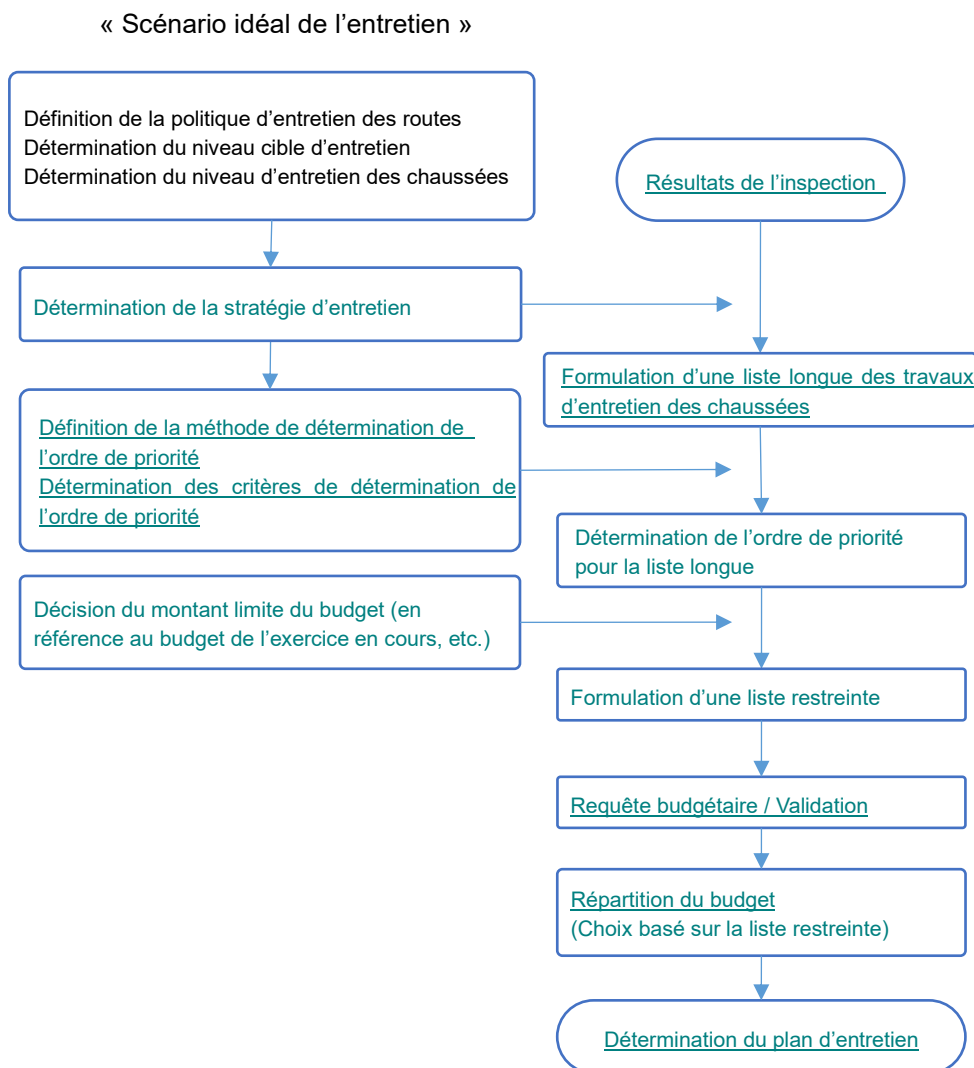 « Scénario idéal de l’entretien »
Définition de la politique d’entretien des routes
Détermination du niveau cible d’entretien
Détermination du niveau d’entretien des chaussées
Résultats de l’inspection
Détermination de la stratégie d’entretien
Formulation d’une liste longue des travaux
d’entretien des chaussées
Définition de la méthode de détermination de
l’ordre de priorité
Détermination des critères de détermination de
l’ordre de priorité
Détermination de l’ordre de priorité
pour la liste longue
Décision du montant limite du budget (en
référence au budget de l’exercice en cours, etc.)
Formulation d’une liste restreinte
Requête budgétaire / Validation
Répartition du budget
(Choix basé sur la liste restreinte)
Détermination du plan d’entretien